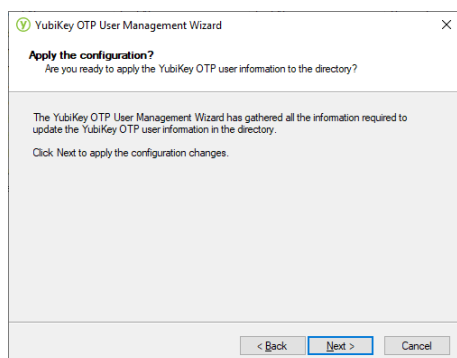 YubiKey OTP User Management Wizard
Apply the configuration?
Are you ready to apply the YubiKey OTP user information to the directory?
The YubiKey OTP User Management Wizard has gathered all the information required to
update the YubiKey OTP user information in the directory.
Click Next to apply the configuration changes.
< Back Next > Cancel